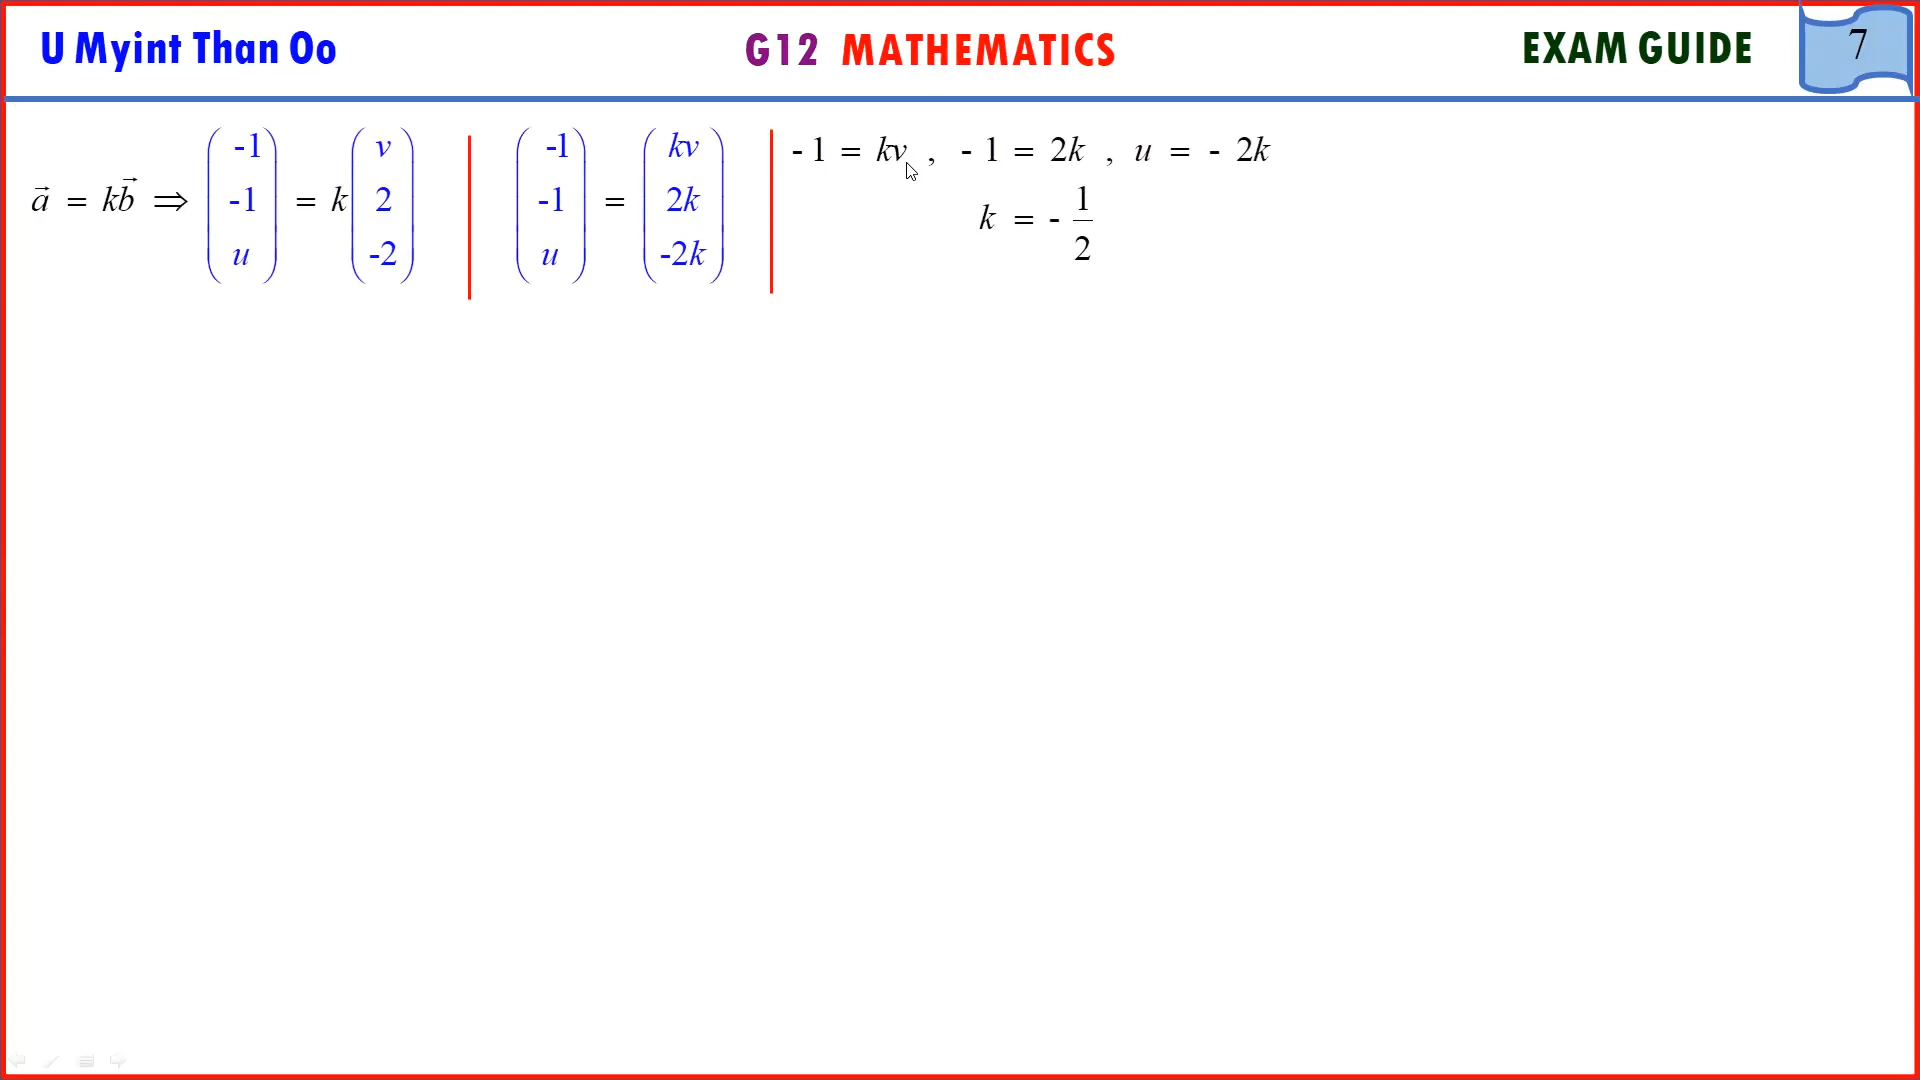 U Myint Than Oo
G12 MATHEMATICS
EXAM GUIDE
7
a⃗ = kb⃗ ⇒ (-1 -1 u) = k (v 2 -2)
(-1 -1 u) = (kv 2k -2k)
- 1 = kv , - 1 = 2k , u = - 2k
k = - 1/2